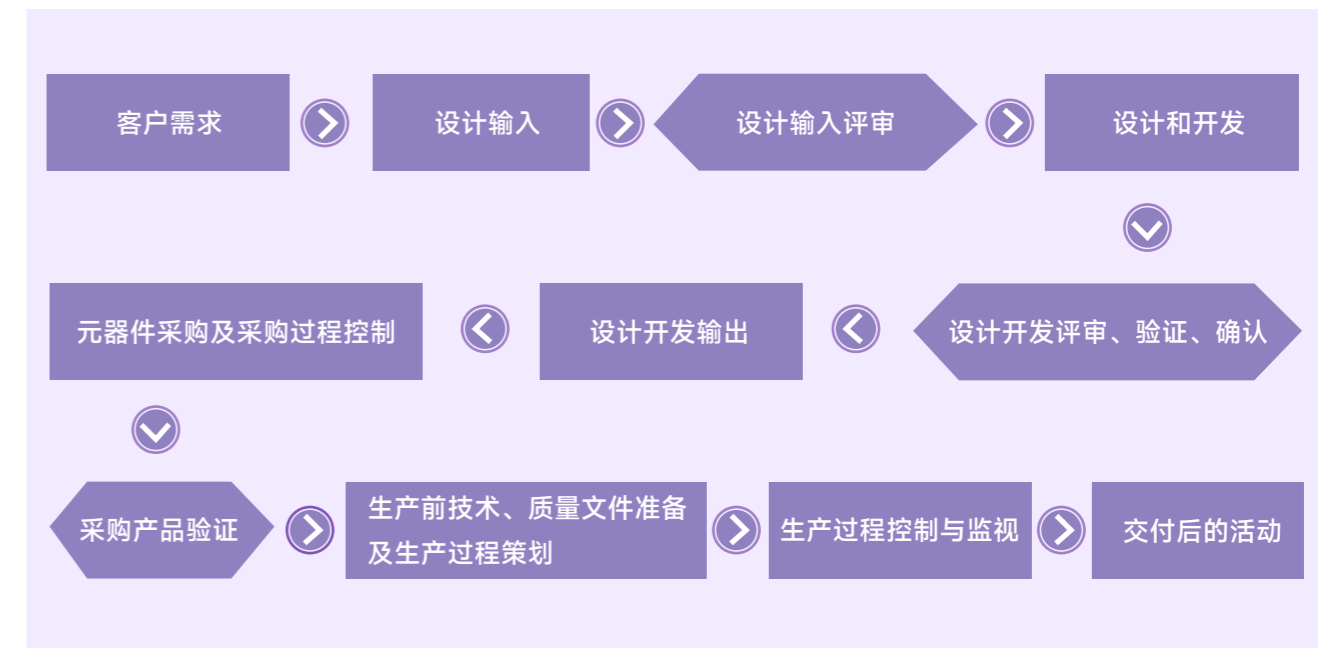 客户需求
设计输入
设计输入评审
设计和开发
设计开发评审、验证、确认
设计开发输出
元器件采购及采购过程控制
采购产品验证
生产前技术、质量文件准备
及生产过程策划
生产过程控制与监视
交付后的活动